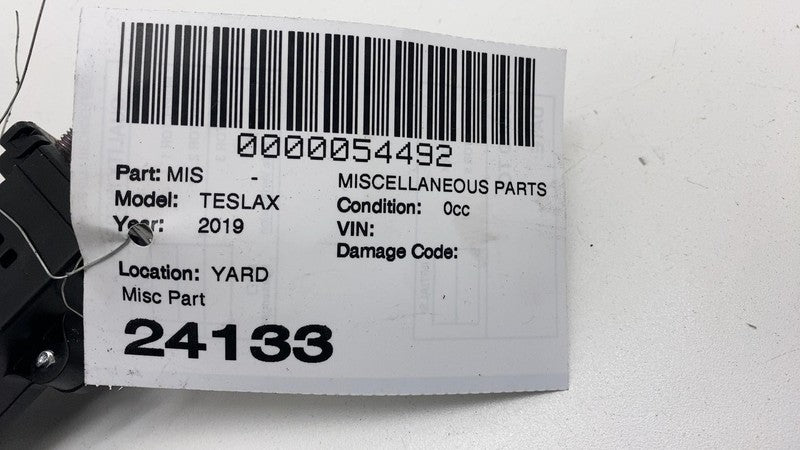 0000054492
Part: MIS - MISCELLANEOUS PARTS
Model: TESLAX Condition: 0cc
Year: 2019 VIN:
Damage Code:
Location: YARD
Misc Part
24133